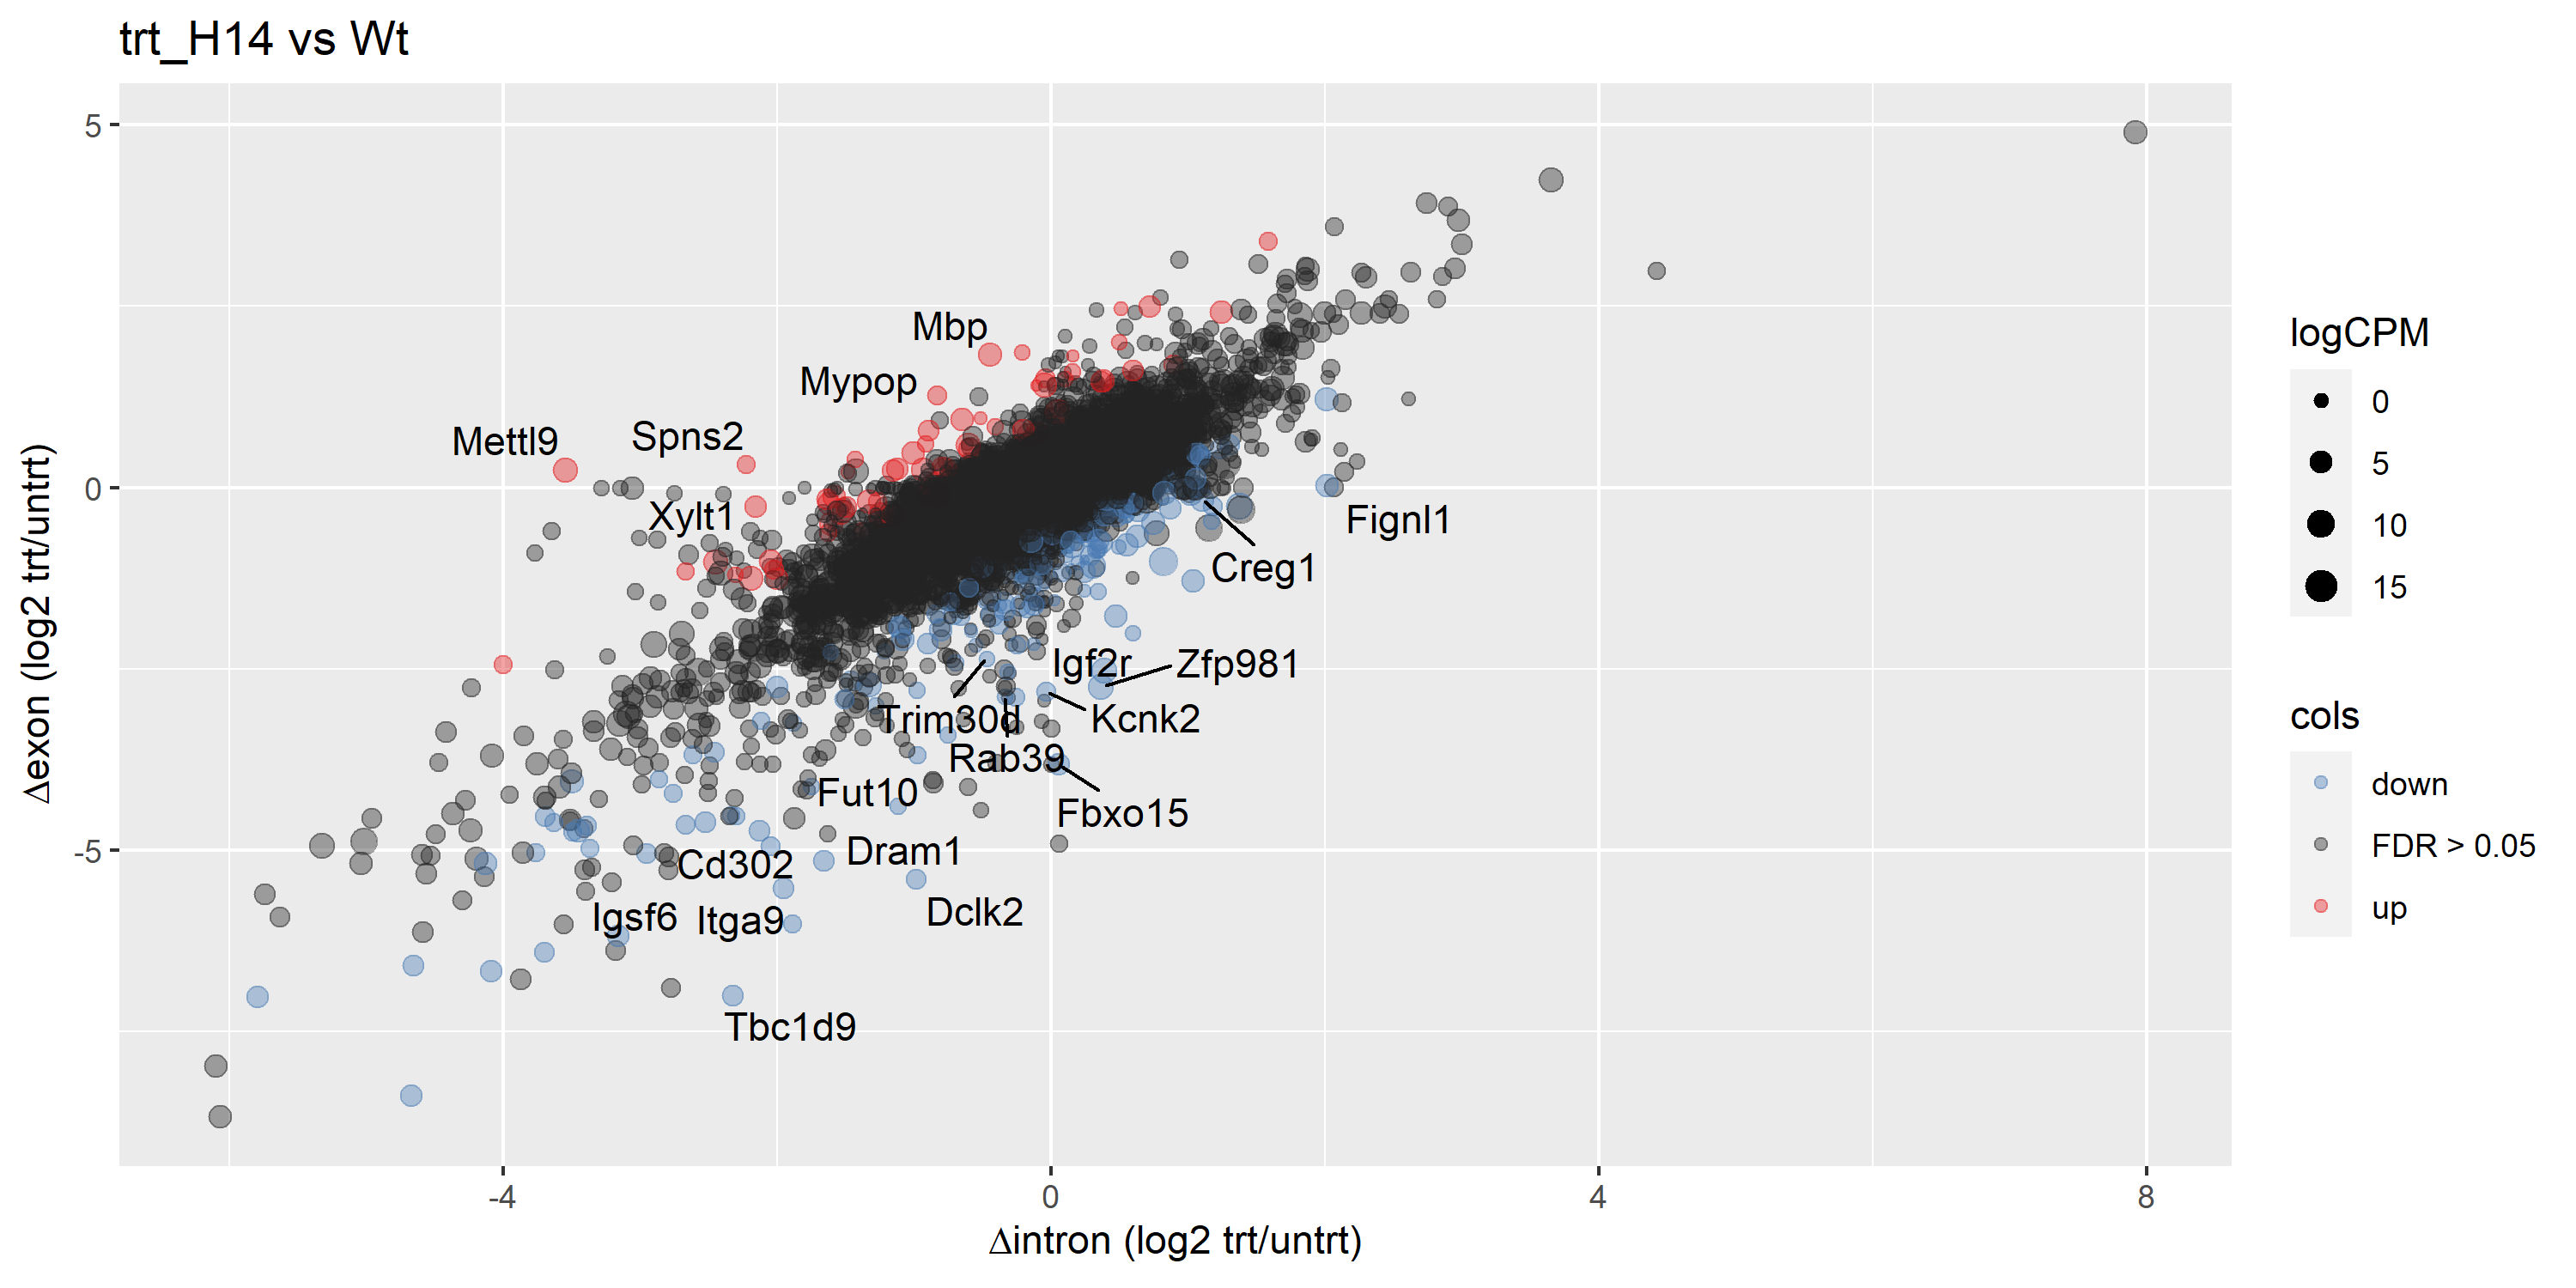 trt_H14 vs Wt
Δexon (log2 trt/untrt)
5
0
-5
Mbp
Mypop
Mettl9
Spns2
Xylt1
Fignl1
Creg1
Igf2r
Zfp981
Trim30d
Kcnk2
Rab39
Fut10
Fbxo15
Dram1
Cd302
Dclk2
Igsf6
Itga9
Tbc1d9
-4
0
4
8
Δintron (log2 trt/untrt)
logCPM
0
5
10
15
cols
down
FDR > 0.05
up